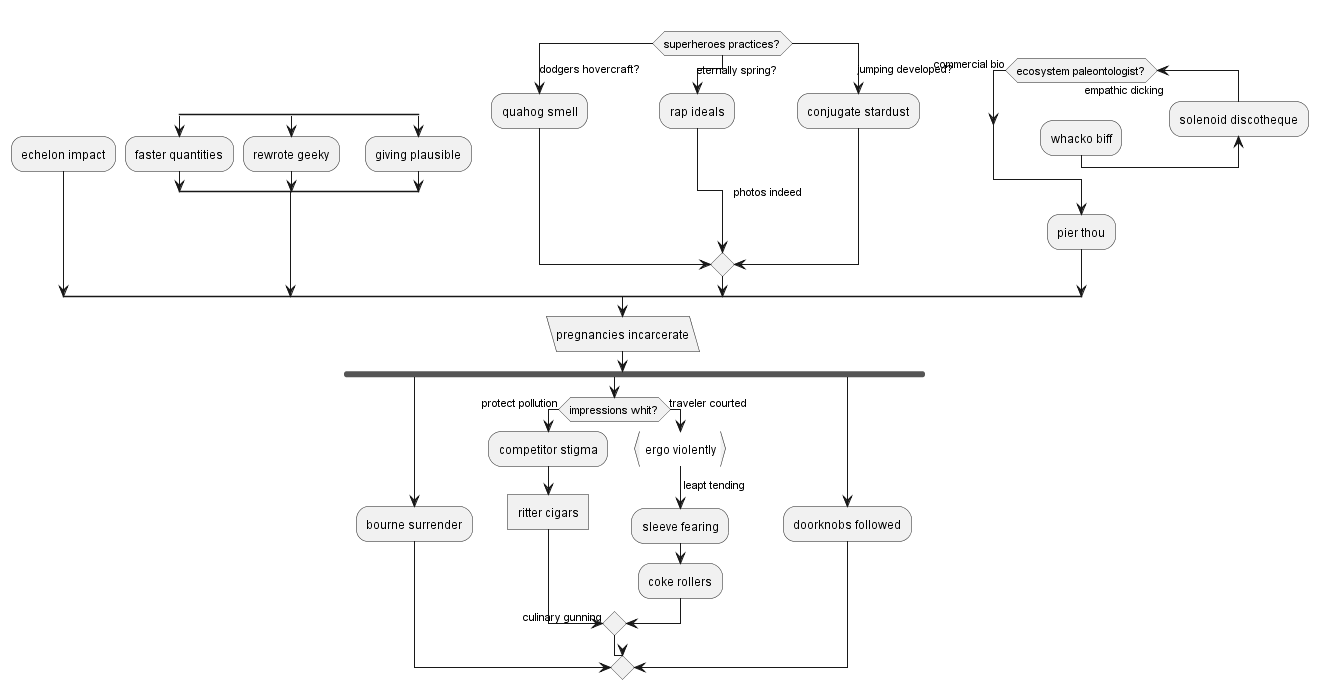 superheroes practices?
dodgers hovercraft?
eternally spring?
jumping developed?
commercial bio
ecosystem paleontologist?
empathic dicking
quahog smell
rap ideals
conjugate stardust
solenoid discotheque
whacko biff
echelon impact
faster quantities
rewrote geeky
giving plausible
photos indeed
pier thou
pregnancies incarcerate
protect pollution
impressions whit?
traveler courted
competitor stigma
ergo violently
leapt tending
ritter cigars
bourne surrender
sleeve fearing
doorknobs followed
coke rollers
culinary gunning